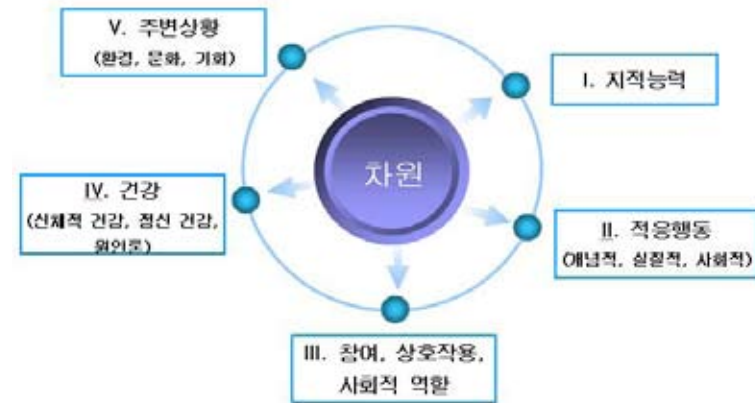 차원
I. 지적능력
II. 적응행동
(개념적, 실질적, 사회적)
III. 참여, 상호작용,
사회적 역할
IV. 건강
(신체적 건강, 정신 건강,
원인론)
V. 주변상황
(환경, 문화, 기회)